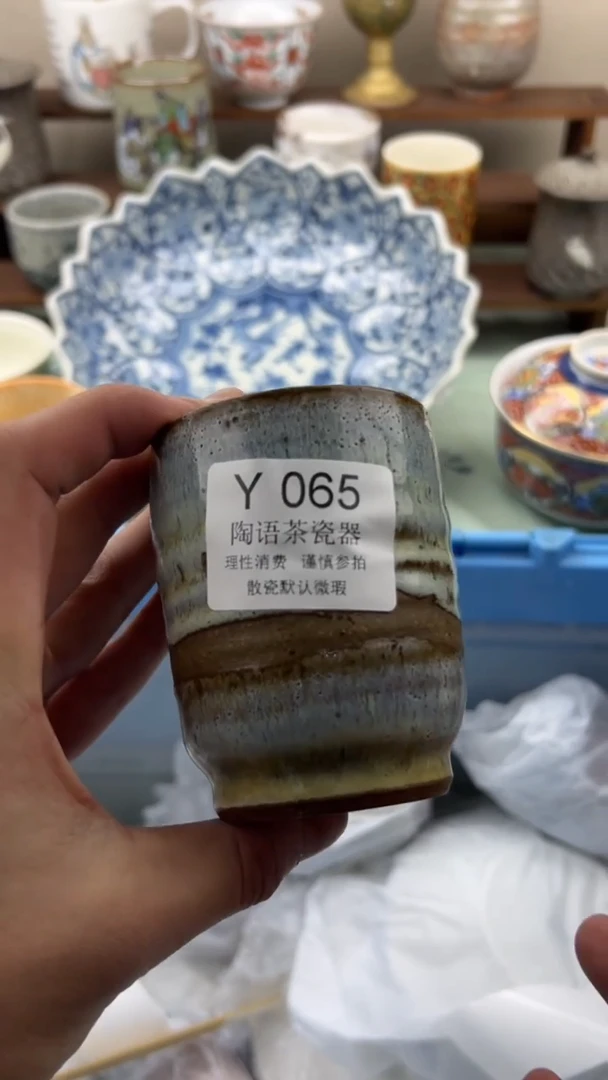 Y 065
陶语茶瓷器
理性消费 谨慎参拍
散瓷默认微瑕